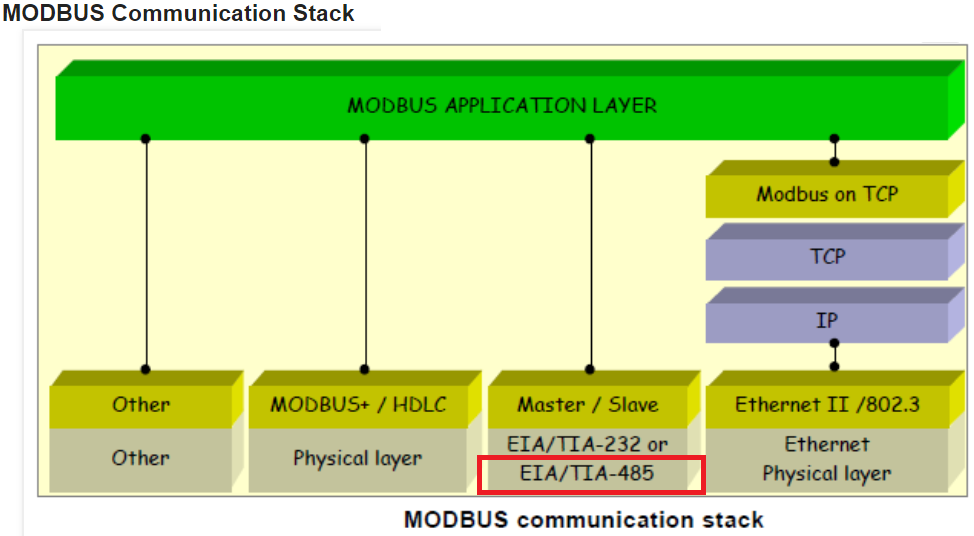 MODBUS Communication Stack
MODBUS APPLICATION LAYER
Modbus on TCP
TCP
IP
Other
MODBUS+ / HDLC
Master / Slave
Ethernet II /802.3
Other
Physical layer
EIA/TIA-232 or
EIA/TIA-485
Ethernet
Physical layer
MODBUS communication stack